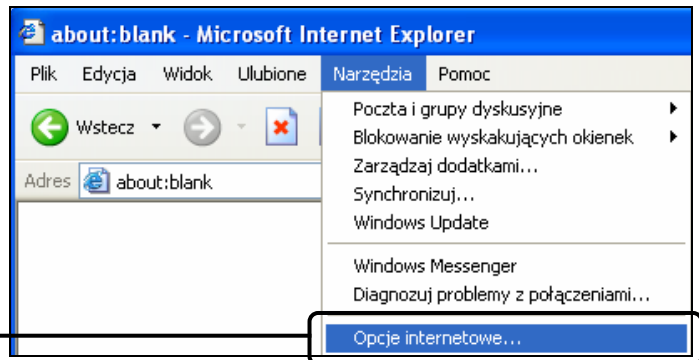 about:blank - Microsoft Internet Explorer
Plik Edycja Widok Ulubione Narzędzia Pomoc
Wstecz
Adres about:blank
Poczta i grupy dyskusyjne
Blokowanie wyskakujących okienek
Zarządzaj dodatkami...
Synchronizuj...
Windows Update
Windows Messenger
Diagnozuj problemy z połączeniami...
Opcje internetowe...